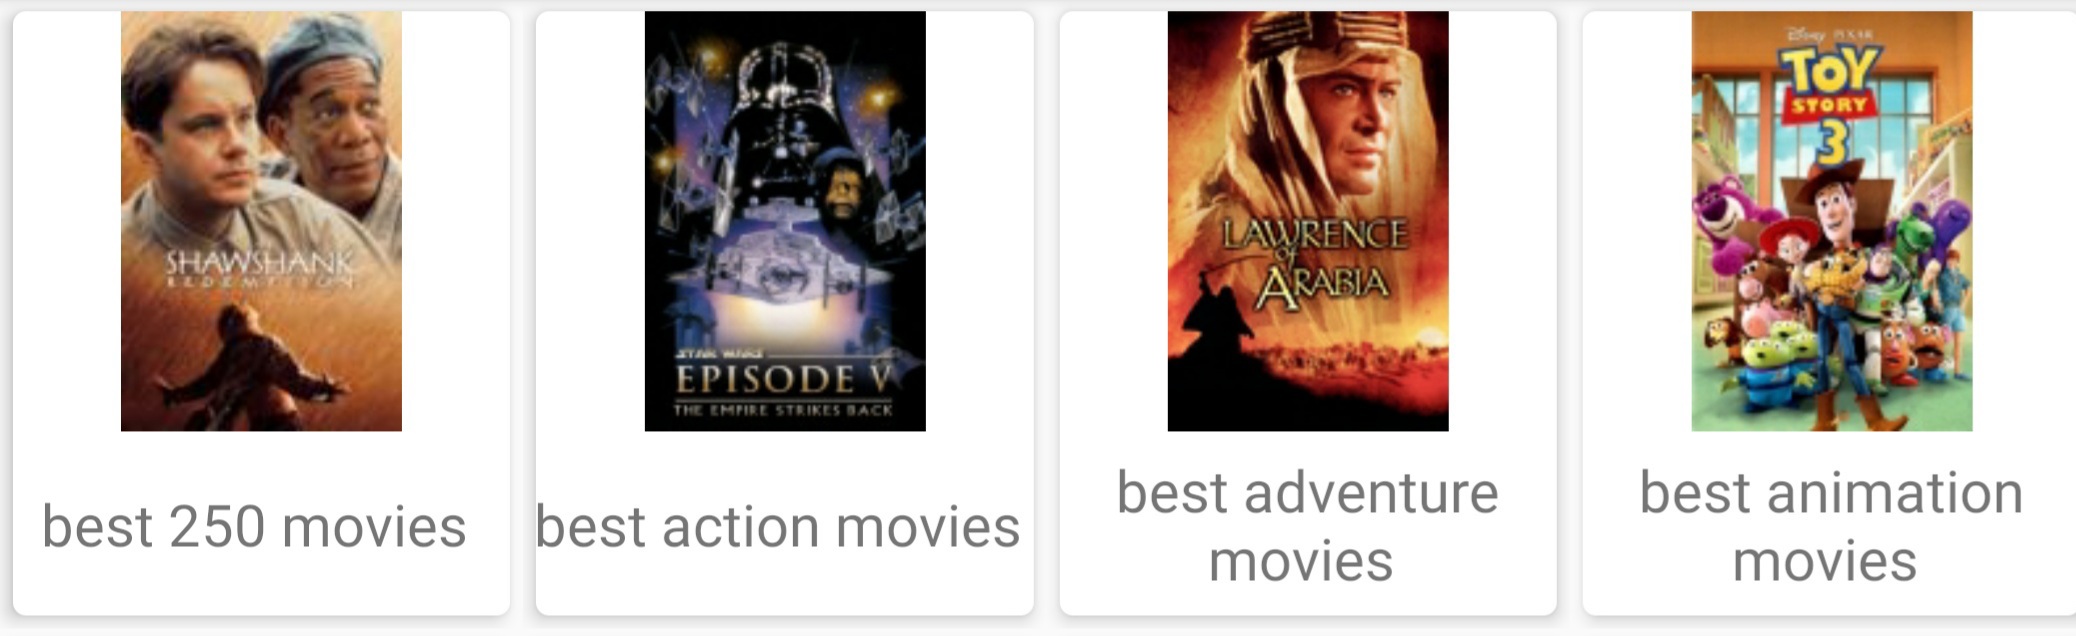 SHAWSHANK
REDEMPTION
best 250 movies
STAR WARS
EPISODE V
THE EMPIRE STRIKES BACK
best action movies
LAWRENCE
of
ARABIA
best adventure
movies
Disney PIXAR
TOY
STORY
3
best animation
movies